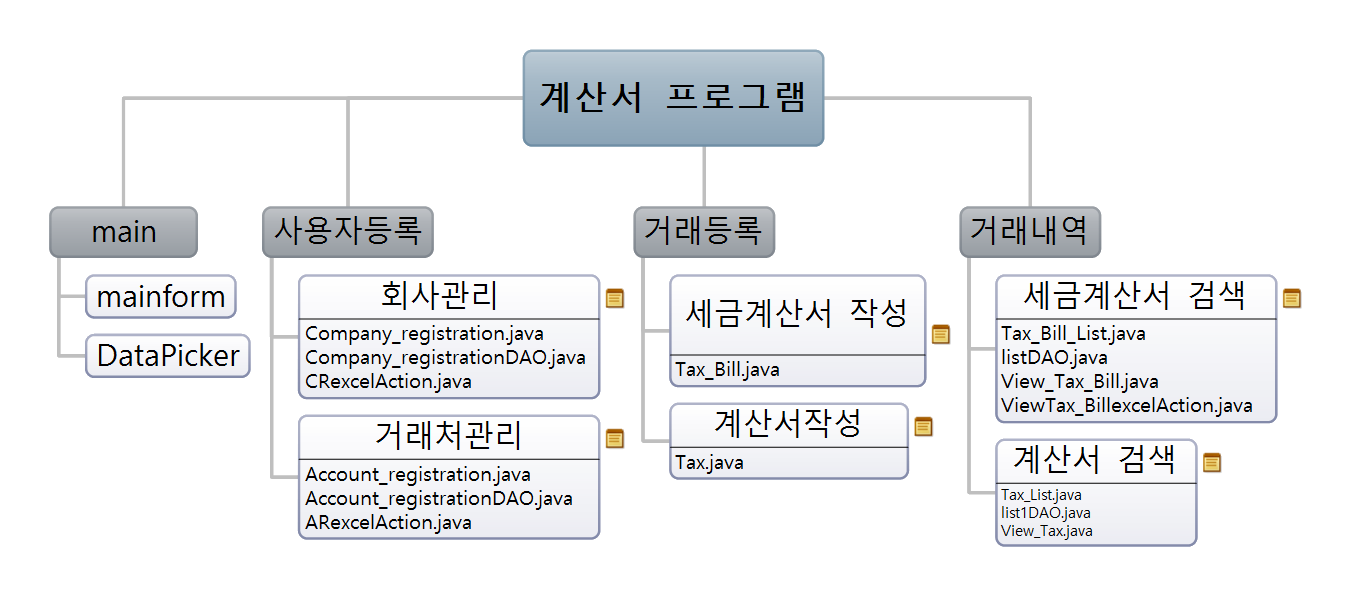 계산서 프로그램
main
mainform
DataPicker
사용자등록
회사관리
Company_registration.java
Company_registrationDAO.java
CRexcelAction.java
거래처관리
Account_registration.java
Account_registrationDAO.java
ARexcelAction.java
거래등록
세금계산서 작성
Tax_Bill.java
계산서작성
Tax.java
거래내역
세금계산서 검색
Tax_Bill_List.java
listDAO.java
View_Tax_Bill.java
ViewTax_BillexcelAction.java
계산서 검색
Tax_List.java
list1DAO.java
View_Tax.java